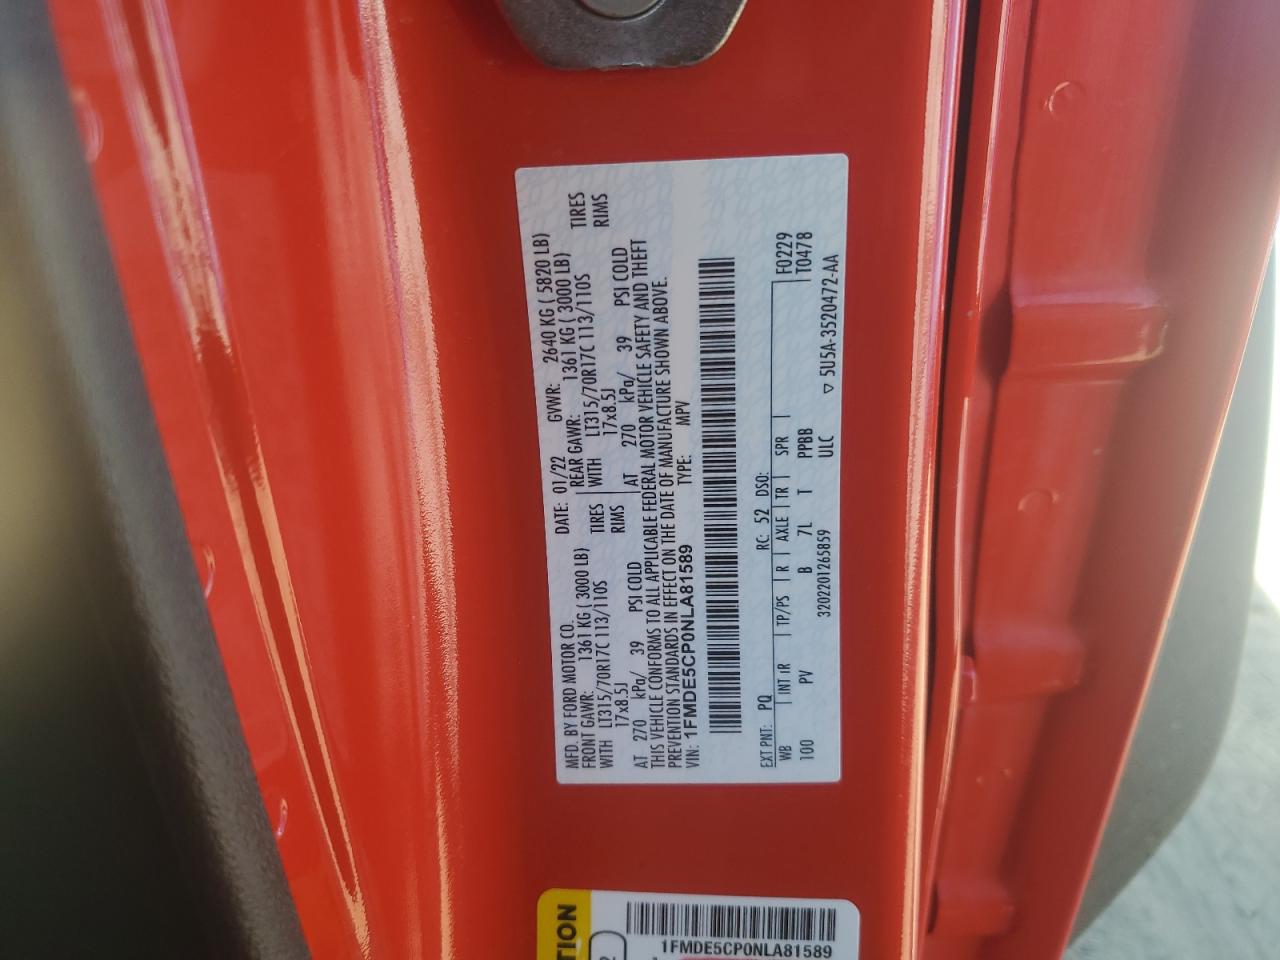 MFD. BY FORD MOTOR CO.
DATE: 01/22 GVWR: 2640 KG ( 5820 LB)
FRONT GAWR: 1361 KG ( 3000 LB) REAR GAWR: 1361 KG ( 3000 LB)
WITH LT315/70R17C 113/110S TIRES WITH LT315/70R17C 113/110S TIRES
17x8.5J RIMS 17x8.5J RIMS
AT 270 kPa/ 39 PSI COLD AT 270 kPa/ 39 PSI COLD
THIS VEHICLE CONFORMS TO ALL APPLICABLE FEDERAL MOTOR VEHICLE SAFETY AND THEFT
PREVENTION STANDARDS IN EFFECT ON THE DATE OF MANUFACTURE SHOWN ABOVE.
VIN: 1FMDE5CP0NLA81589 TYPE: MPV
EXT PNT: PQ RC: 52 DSO:
WB INT TR TP/PS R AXLE TR SPR F0229
100 PV B 7L T PPBB T0478
3202201265859 ULC ▽ 5U5A-3520472-AA
TION
1FMDE5CP0NLA81589